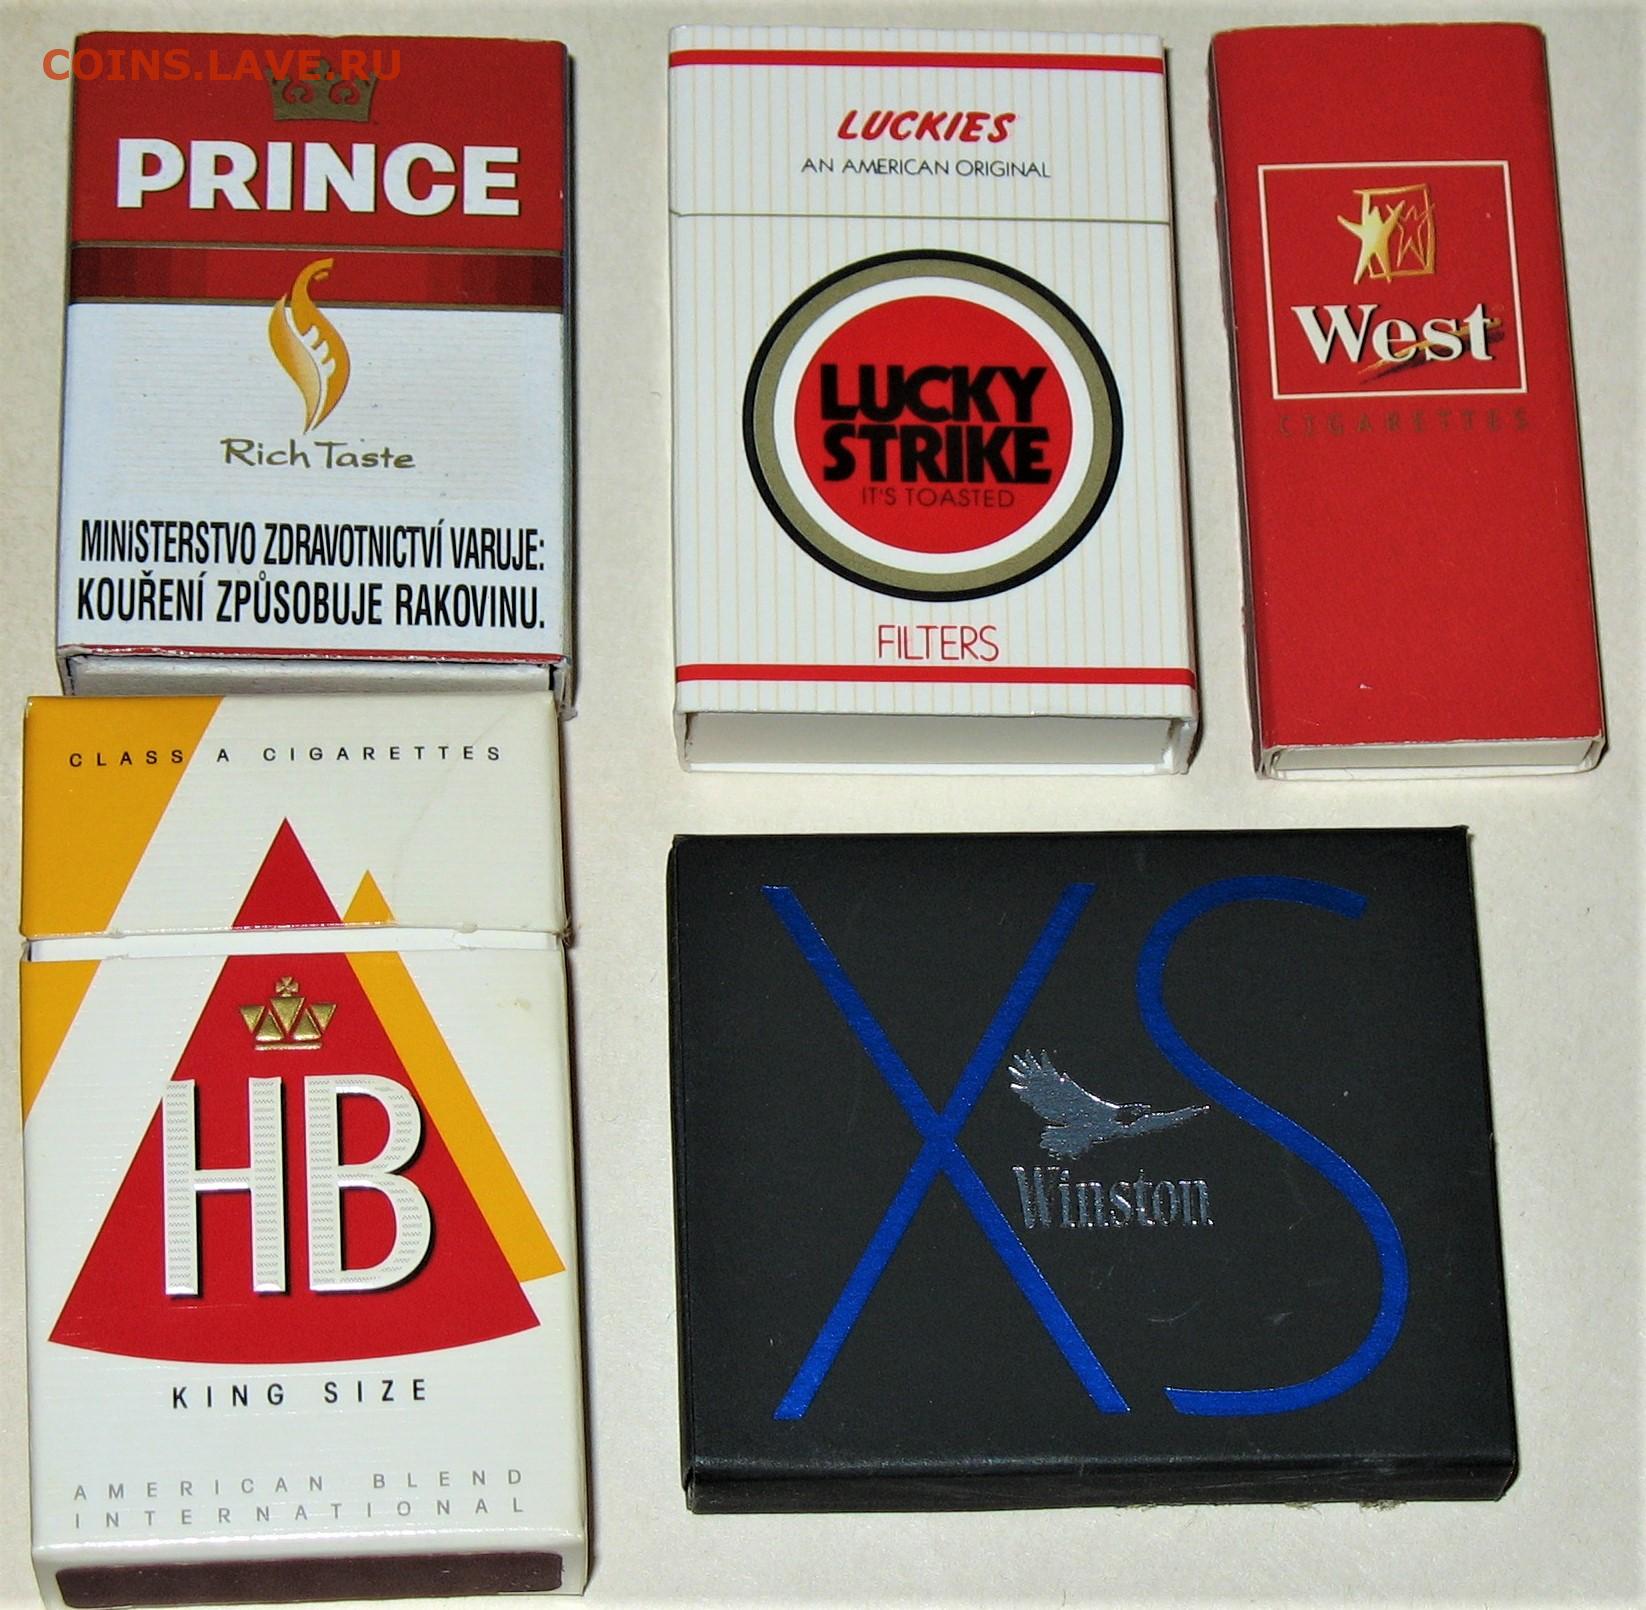 COINS.LAVE.RU
PRINCE
Rich Taste
MINISTERSTVO ZDRAVOTNICTVÍ VARUJE:
KOUŘENÍ ZPŮSOBUJE RAKOVINU.
LUCKIES
AN AMERICAN ORIGINAL
LUCKY
STRIKE
IT'S TOASTED
FILTERS
West
CIGARETTES
CLASS A CIGARETTES
HB
KING SIZE
AMERICAN BLEND
INTERNATIONAL
XS
Winston